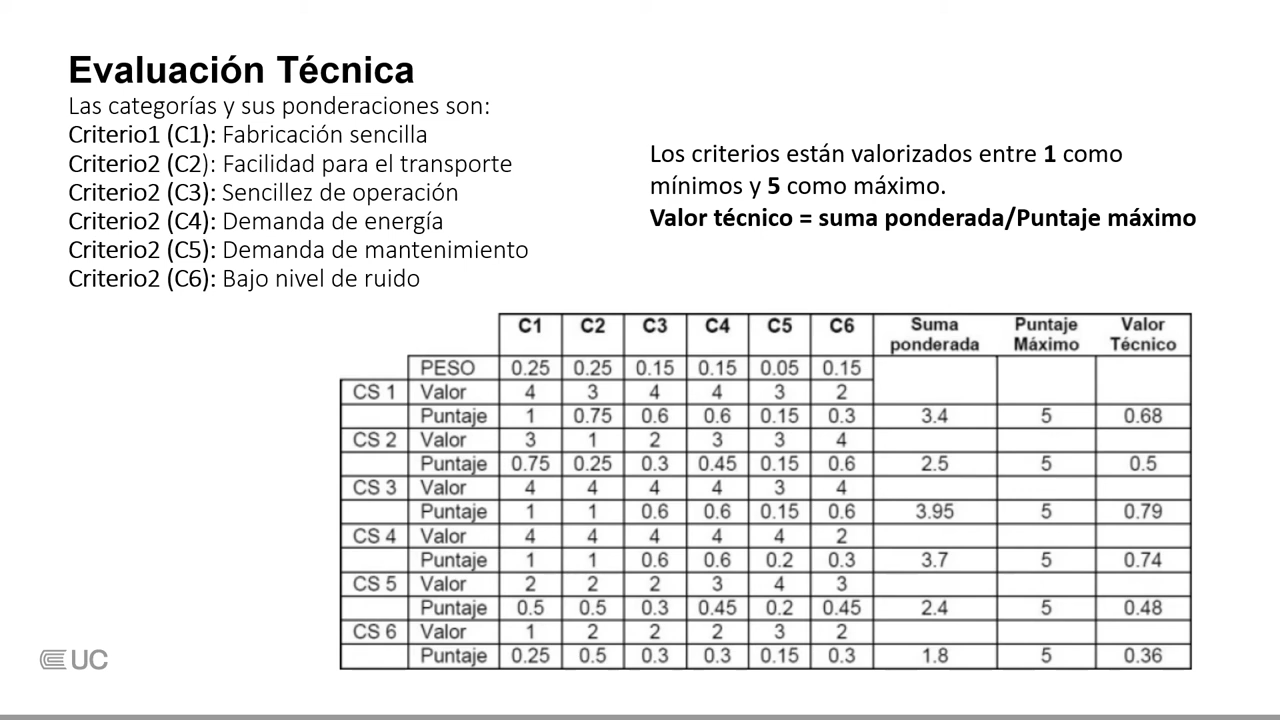 Evaluación Técnica
Las categorías y sus ponderaciones son:
Criterio1 (C1): Fabricación sencilla
Criterio2 (C2): Facilidad para el transporte
Criterio2 (C3): Sencillez de operación
Criterio2 (C4): Demanda de energía
Criterio2 (C5): Demanda de mantenimiento
Criterio2 (C6): Bajo nivel de ruido
Los criterios están valorizados entre 1 como
mínimos y 5 como máximo.
Valor técnico = suma ponderada/Puntaje máximo
C1 C2 C3 C4 C5 C6 Suma ponderada Puntaje Máximo Valor Técnico
PESO 0.25 0.25 0.15 0.15 0.05 0.15
CS 1 Valor 4 3 4 4 3 2
Puntaje 1 0.75 0.6 0.6 0.15 0.3 3.4 5 0.68
CS 2 Valor 3 1 2 3 3 4
Puntaje 0.75 0.25 0.3 0.45 0.15 0.6 2.5 5 0.5
CS 3 Valor 4 4 4 4 3 4
Puntaje 1 1 0.6 0.6 0.15 0.6 3.95 5 0.79
CS 4 Valor 4 4 4 4 4 2
Puntaje 1 1 0.6 0.6 0.2 0.3 3.7 5 0.74
CS 5 Valor 2 2 2 3 4 3
Puntaje 0.5 0.5 0.3 0.45 0.2 0.45 2.4 5 0.48
CS 6 Valor 1 2 2 2 3 2
Puntaje 0.25 0.5 0.3 0.3 0.15 0.3 1.8 5 0.36
UC